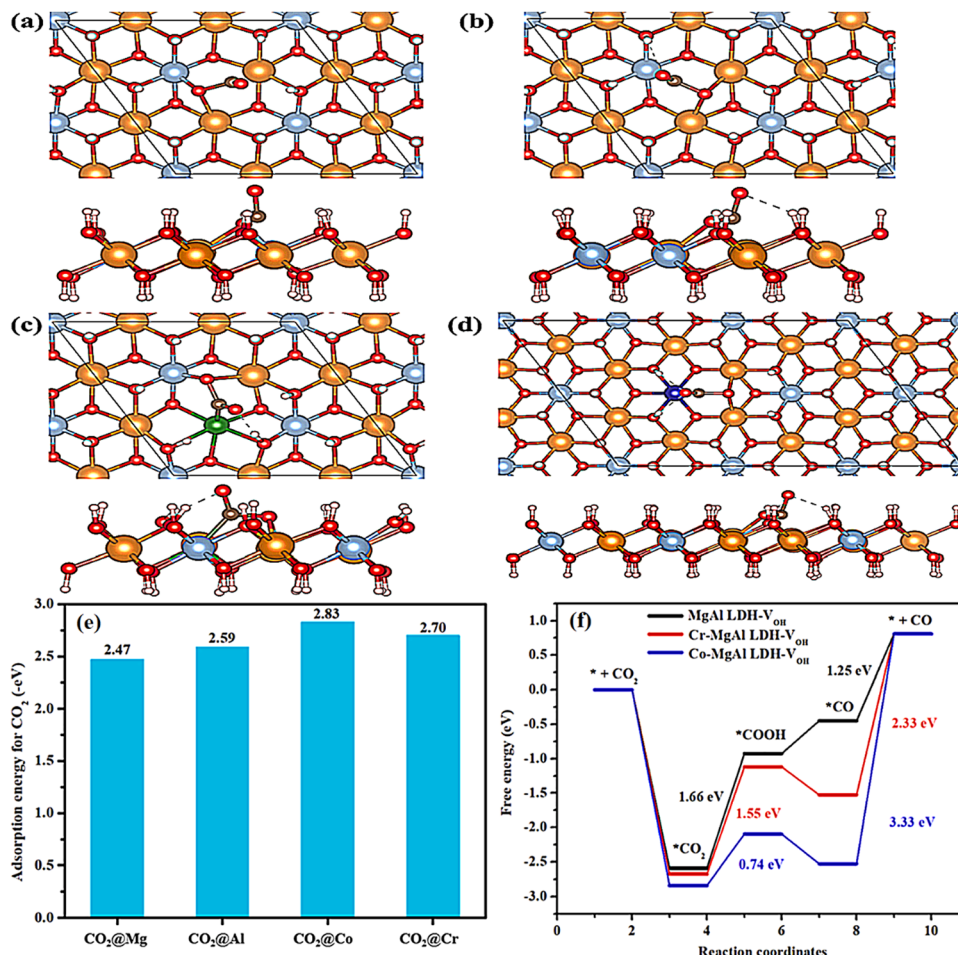 (a)
(b)
(c)
(d)
(e)
3.0
2.5
2.0
1.5
1.0
0.5
0.0
Adsorption energy for CO₂ (-eV)
2.47
2.59
2.83
2.70
CO₂@Mg
CO₂@Al
CO₂@Co
CO₂@Cr
(f)
MgAl LDH-V_OH
Cr-MgAl LDH-V_OH
Co-MgAl LDH-V_OH
1.0
0.5
0.0
-0.5
-1.0
-1.5
-2.0
-2.5
-3.0
Free energy (eV)
* + CO₂
*CO₂
1.66 eV
1.55 eV
0.74 eV
*COOH
*CO
1.25 eV
* + CO
2.33 eV
3.33 eV
0
2
4
6
8
10
Reaction coordinates